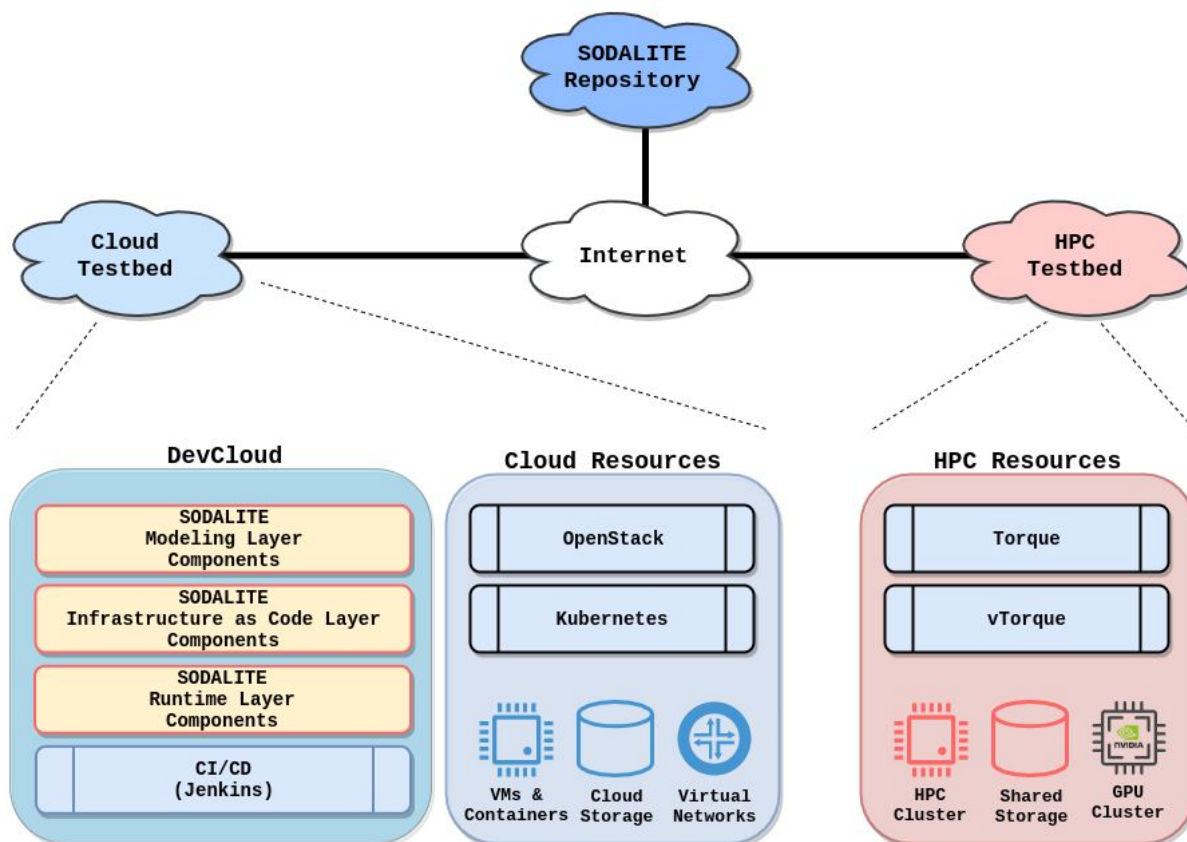 SODALITE
Repository
Cloud
Testbed
Internet
HPC
Testbed
DevCloud
SODALITE
Modeling Layer
Components
SODALITE
Infrastructure as Code Layer
Components
SODALITE
Runtime Layer
Components
CI/CD
(Jenkins)
Cloud Resources
OpenStack
Kubernetes
VMs &
Containers
Cloud
Storage
Virtual
Networks
HPC Resources
Torque
vTorque
HPC
Cluster
Shared
Storage
NVIDIA
GPU
Cluster